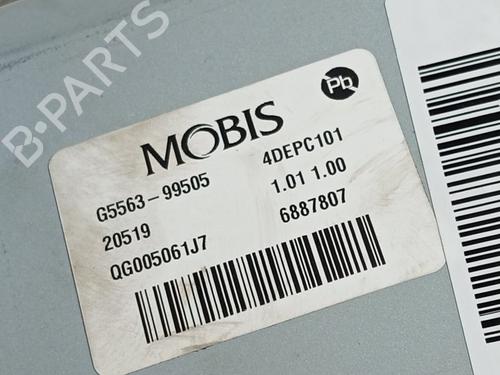 B-PARTS
Pb
MOBIS
G5563-99505 4DEPC101
20519 1.01 1.00
QG005061J7 6887807